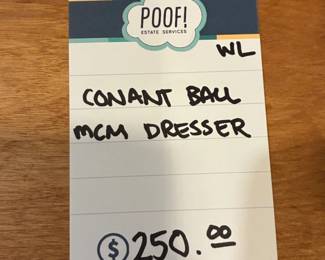 POOF!
ESTATE SERVICES
WL
CONANT BALL
MCM DRESSER
$ 250.00